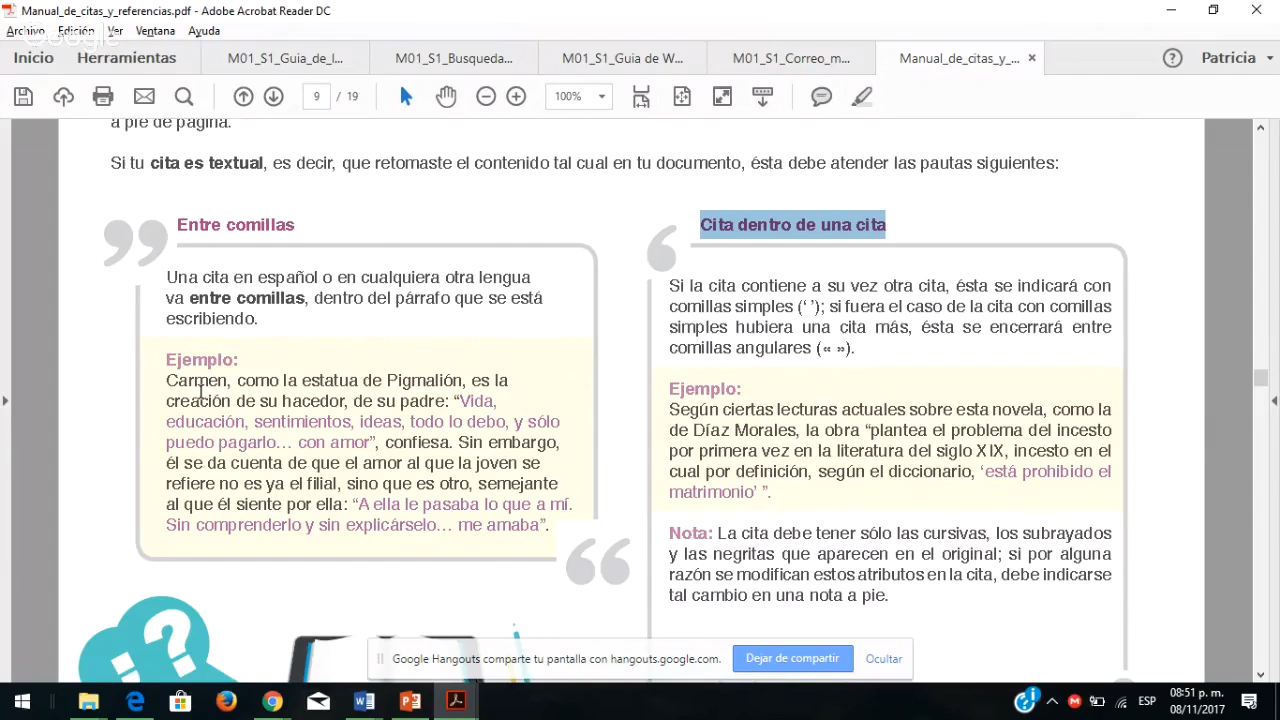 Manual_de_citas_y_referencias.pdf - Adobe Acrobat Reader DC
Archivo Edición Ver Ventana Ayuda
Google
Inicio Herramientas M01_S1_Guia_de_l... M01_S1_Busqueda... M01_S1_Guia de W... M01_S1_Correo_m... Manual_de_citas_y_... × Patricia
9 / 19 100%
a pie de página.
Si tu cita es textual, es decir, que retomaste el contenido tal cual en tu documento, ésta debe atender las pautas siguientes:
Entre comillas
Una cita en español o en cualquiera otra lengua
va entre comillas, dentro del párrafo que se está
escribiendo.
Ejemplo:
Carmen, como la estatua de Pigmalión, es la
creación de su hacedor, de su padre: “Vida,
educación, sentimientos, ideas, todo lo debo, y sólo
puedo pagarlo... con amor”, confiesa. Sin embargo,
él se da cuenta de que el amor al que la joven se
refiere no es ya el filial, sino que es otro, semejante
al que él siente por ella: “A ella le pasaba lo que a mí.
Sin comprenderlo y sin explicárselo... me amaba”.
Cita dentro de una cita
Si la cita contiene a su vez otra cita, ésta se indicará con
comillas simples (‘ ’); si fuera el caso de la cita con comillas
simples hubiera una cita más, ésta se encerrará entre
comillas angulares (« »).
Ejemplo:
Según ciertas lecturas actuales sobre esta novela, como la
de Díaz Morales, la obra “plantea el problema del incesto
por primera vez en la literatura del siglo XIX, incesto en el
cual por definición, según el diccionario, ‘está prohibido el
matrimonio’ ”.
Nota: La cita debe tener sólo las cursivas, los subrayados
y las negritas que aparecen en el original; si por alguna
razón se modifican estos atributos en la cita, debe indicarse
tal cambio en una nota a pie.
Google Hangouts comparte tu pantalla con hangouts.google.com. Dejar de compartir Ocultar
ESP
08:51 p. m.
08/11/2017